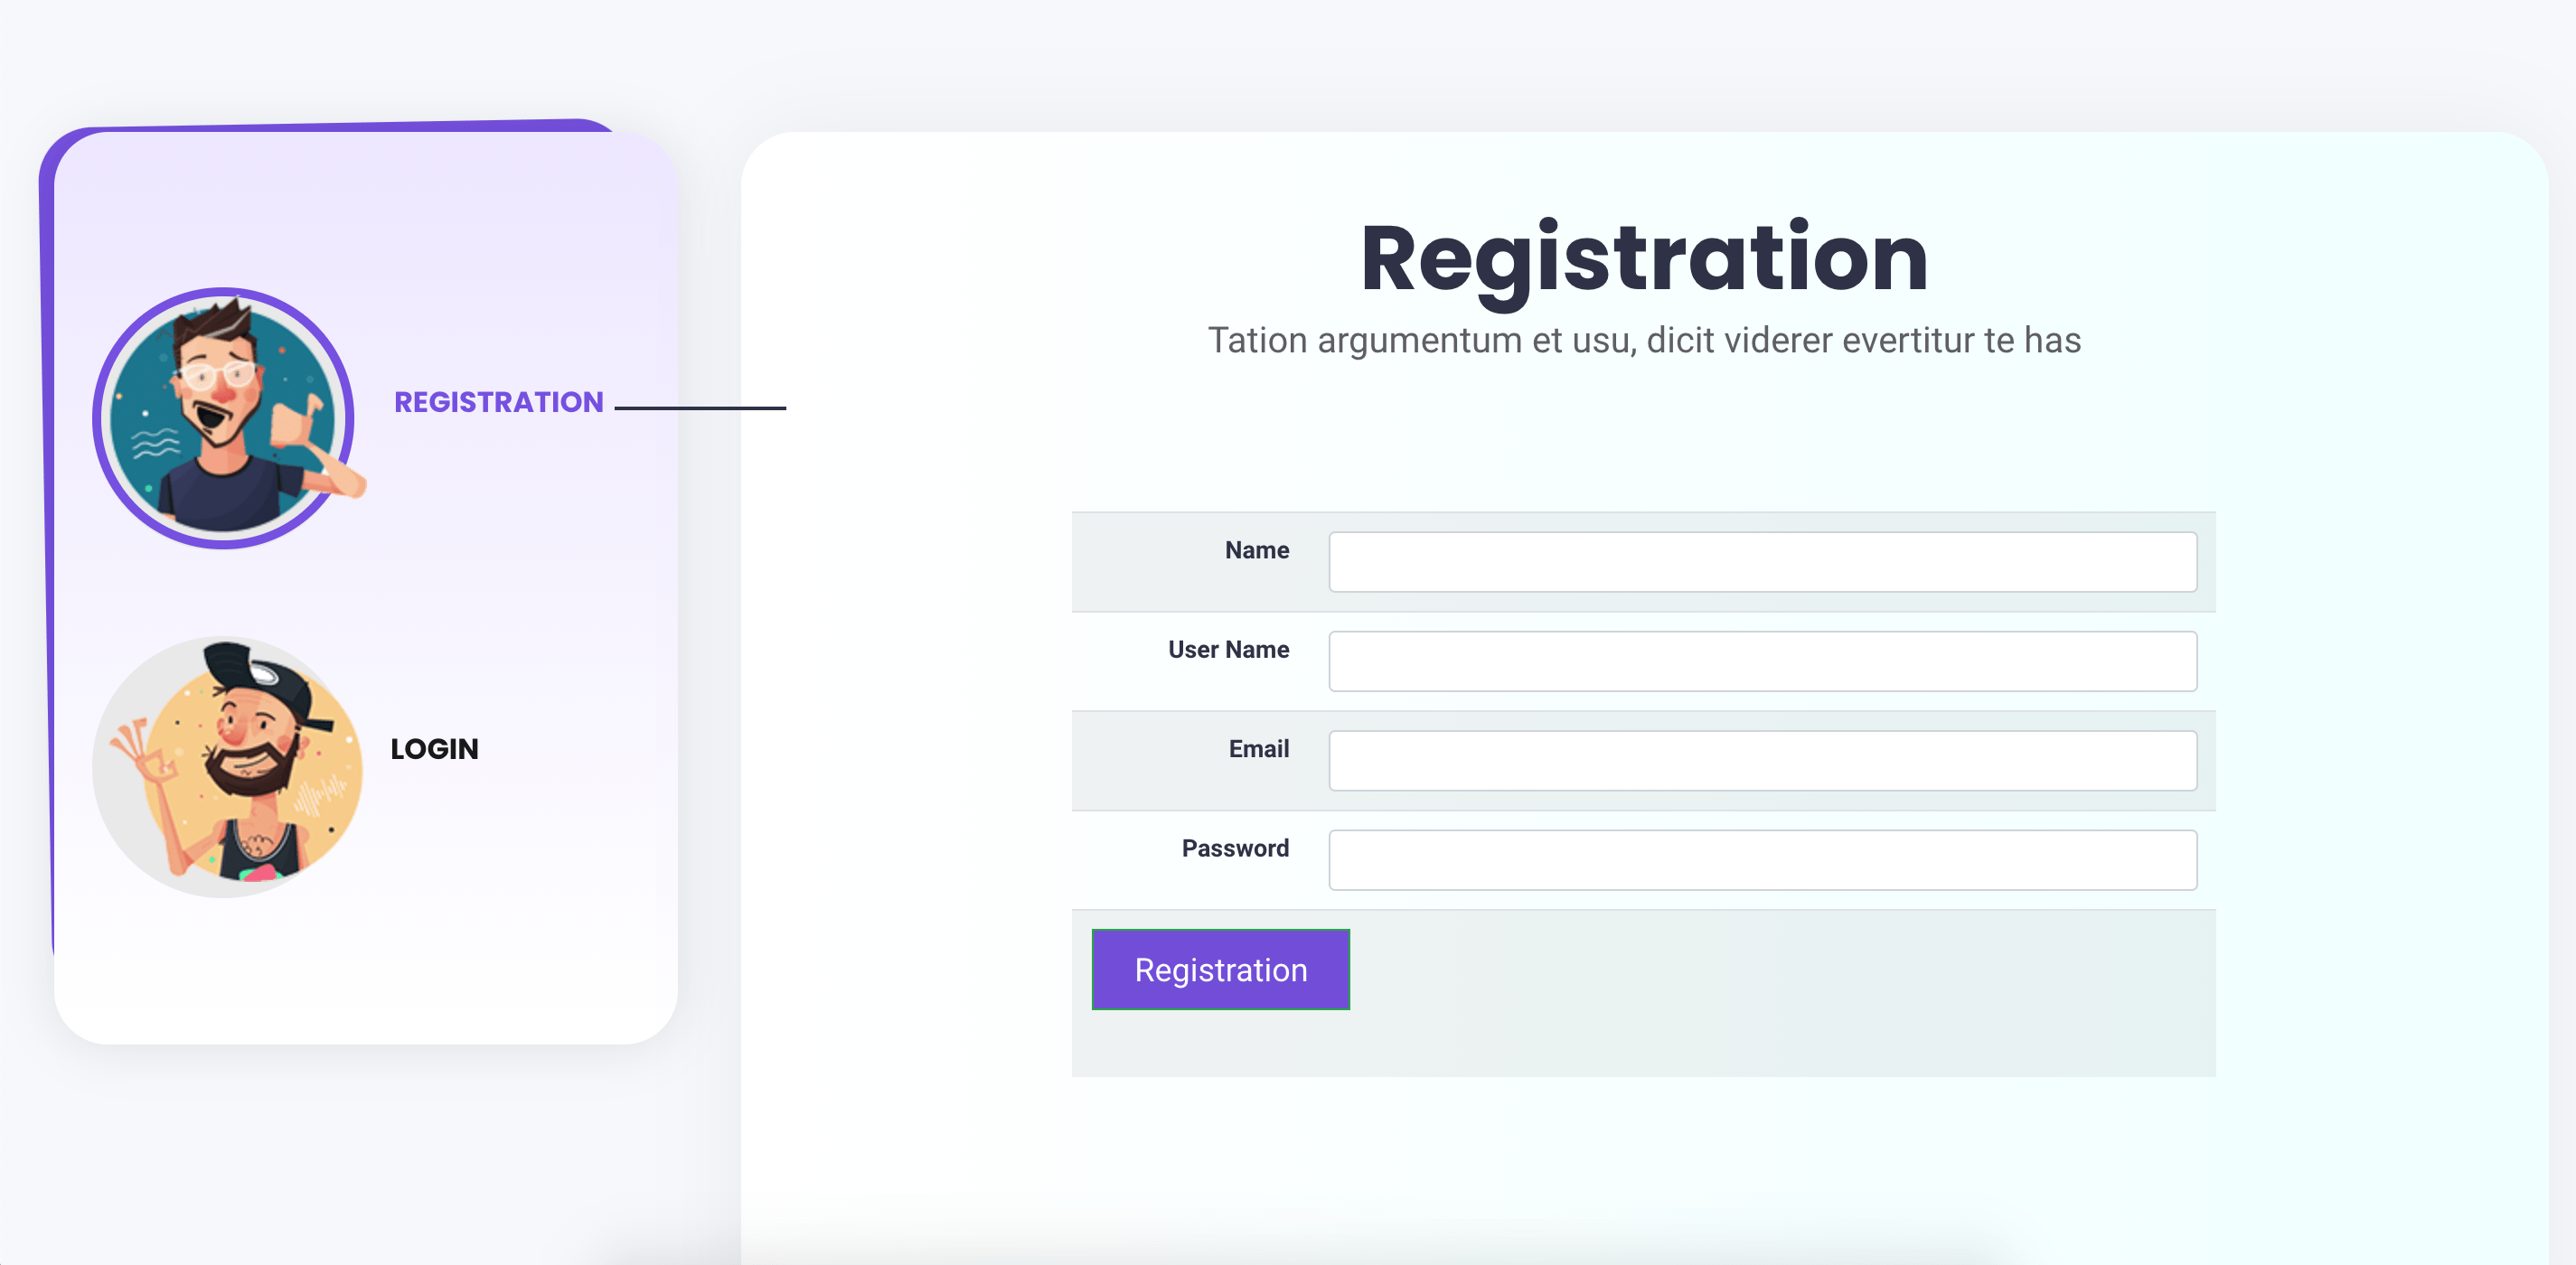 REGISTRATION
LOGIN
Registration
Tation argumentum et usu, dicit viderer evertitur te has
Name
User Name
Email
Password
Registration